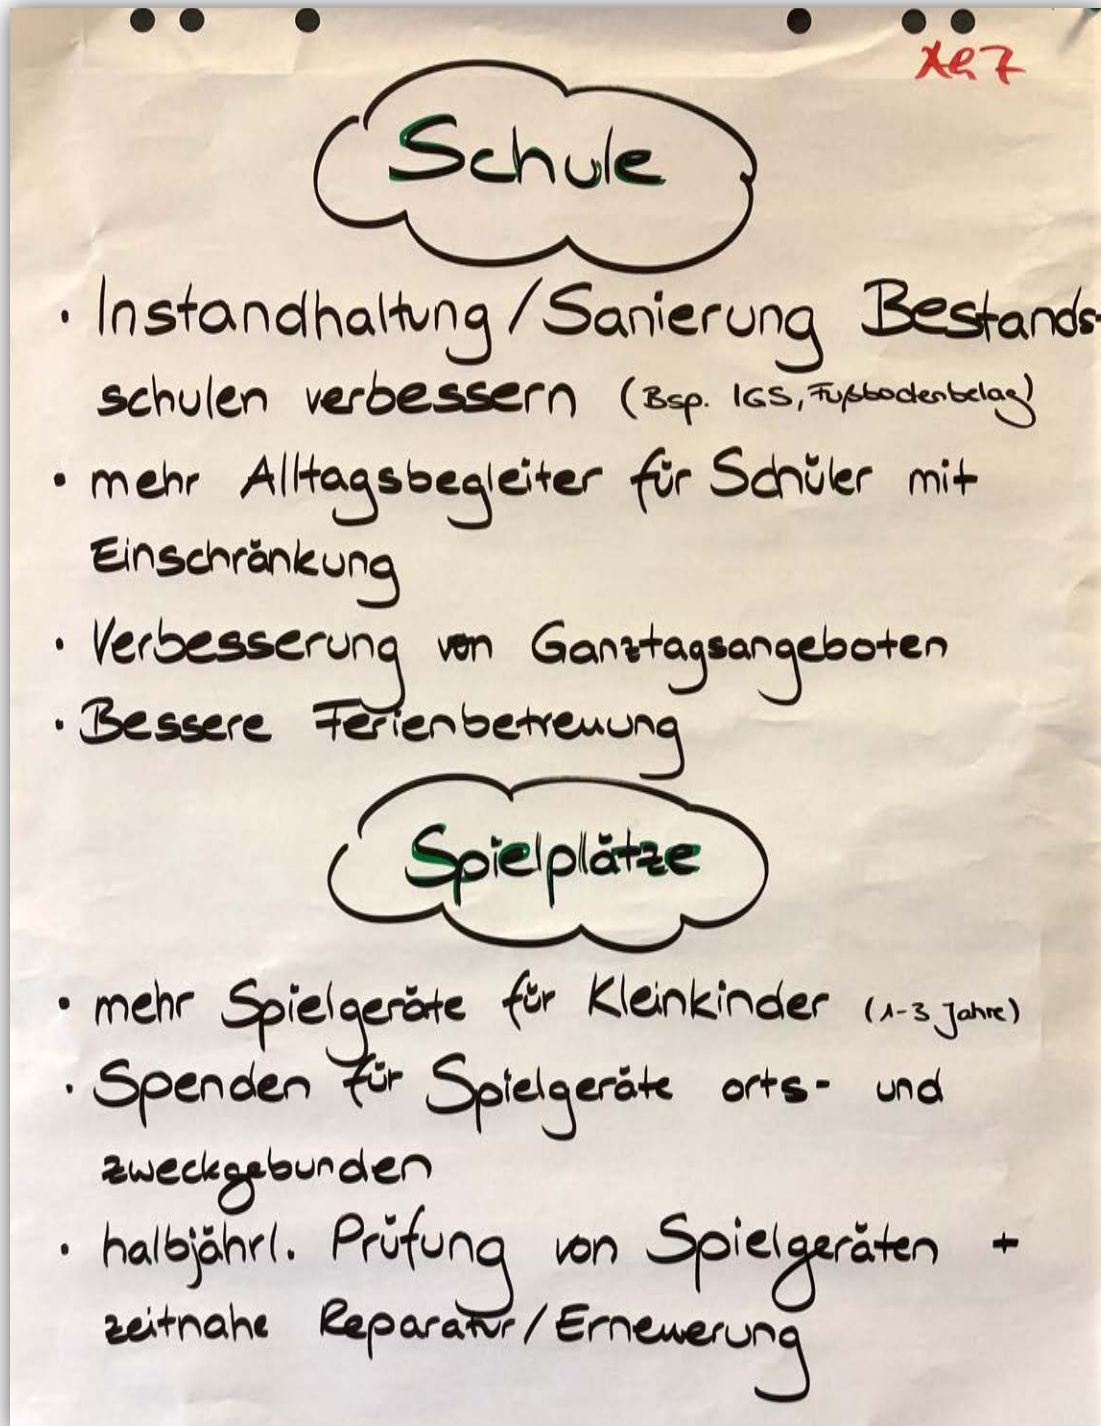 Schule
· Instandhaltung/Sanierung Bestands-
schulen verbessern (Bsp. IGS, Fußbodenbelag)
· mehr Alltagsbegleiter für Schüler mit
Einschränkung
· Verbesserung von Ganztagsangeboten
· Bessere Ferienbetreuung
Spielplätze
· mehr Spielgeräte für Kleinkinder (1-3 Jahre)
· Spenden für Spielgeräte orts- und
zweckgebunden
· halbjährl. Prüfung von Spielgeräten +
zeitnahe Reparatur/Erneuerung